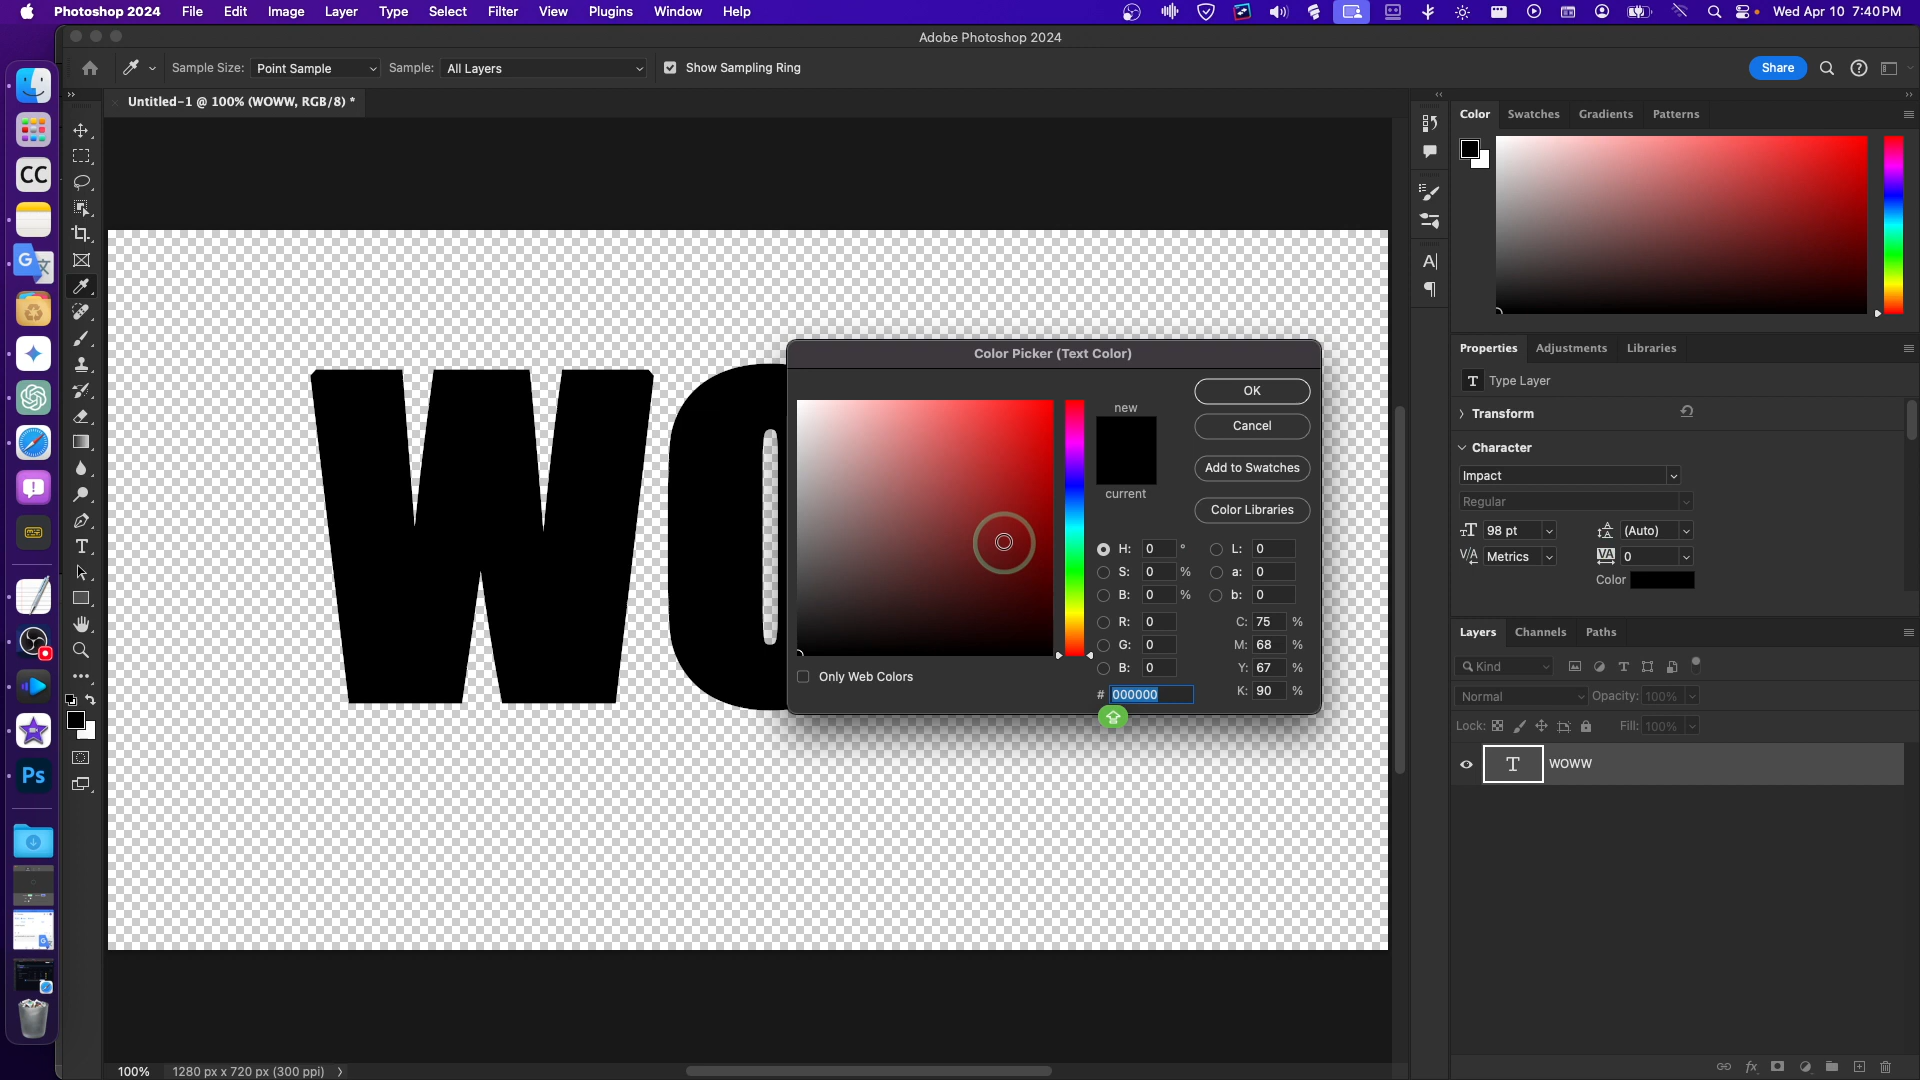 Photoshop 2024 File Edit Image Layer Type Select Filter View Plugins Window Help Wed Apr 10 7:40PM
Adobe Photoshop 2024
Sample Size: Point Sample Sample: All Layers Show Sampling Ring Share
Untitled-1 @ 100% (WOWW, RGB/8) *
Color Swatches Gradients Patterns
CC
WO
Color Picker (Text Color)
new
current
OK
Cancel
Add to Swatches
Color Libraries
H: 0 ° L: 0
S: 0 % a: 0
B: 0 % b: 0
R: 0 C: 75 %
G: 0 M: 68 %
B: 0 Y: 67 %
# 000000 K: 90 %
Only Web Colors
Properties Adjustments Libraries
T Type Layer
Transform
Character
Impact
Regular
98 pt (Auto)
Metrics 0
Color
Layers Channels Paths
Kind
Normal Opacity: 100%
Lock: Fill: 100%
T WOWW
Ps
100% 1280 px x 720 px (300 ppi)
fx